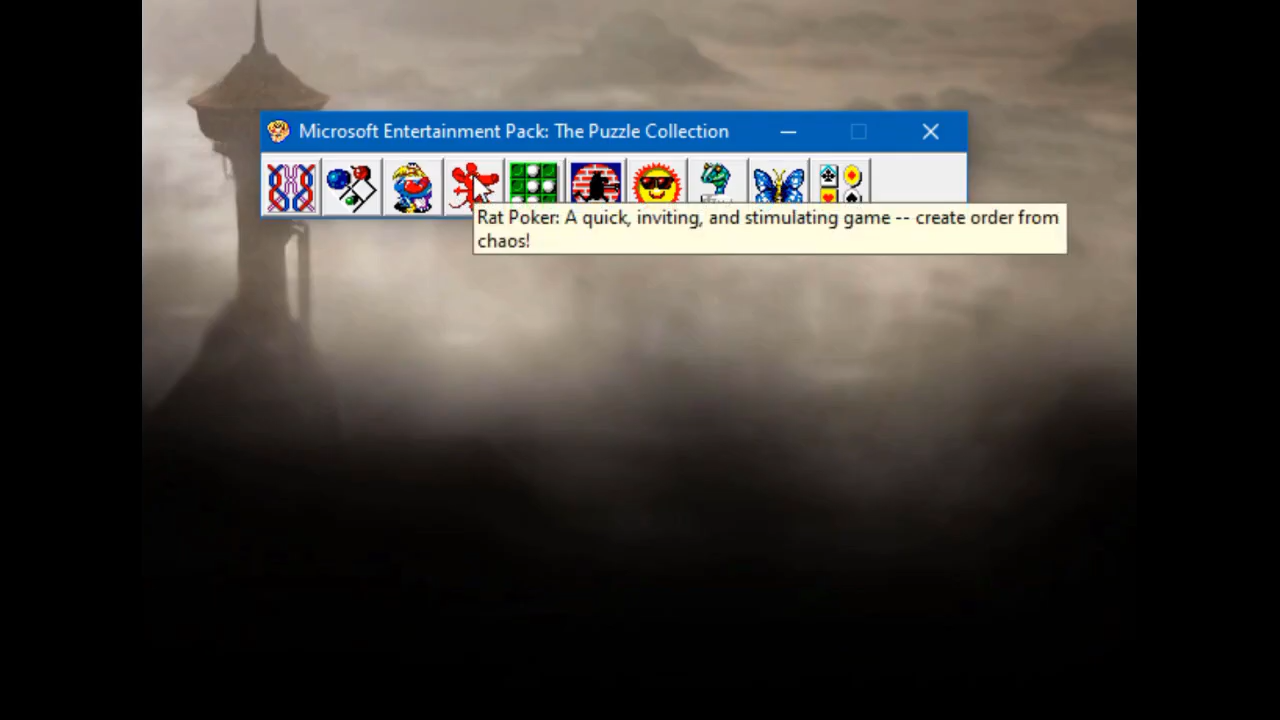 Microsoft Entertainment Pack: The Puzzle Collection
Rat Poker: A quick, inviting, and stimulating game -- create order from
chaos!